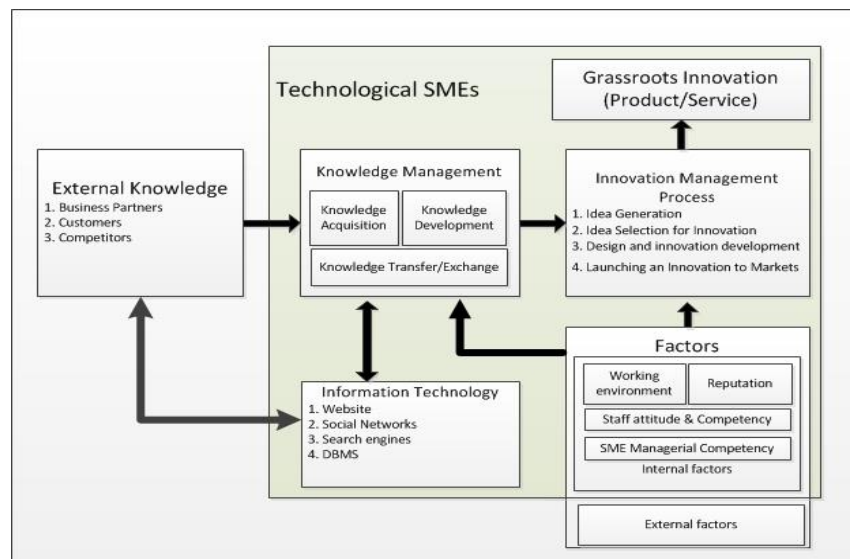 Technological SMEs
Grassroots Innovation
(Product/Service)
External Knowledge
1. Business Partners
2. Customers
3. Competitors
Knowledge Management
Knowledge
Acquisition
Knowledge
Development
Knowledge Transfer/Exchange
Innovation Management
Process
1. Idea Generation
2. Idea Selection for Innovation
3. Design and innovation development
4. Launching an Innovation to Markets
Information Technology
1. Website
2. Social Networks
3. Search engines
4. DBMS
Factors
Working
environment
Reputation
Staff attitude & Competency
SME Managerial Competency
Internal factors
External factors